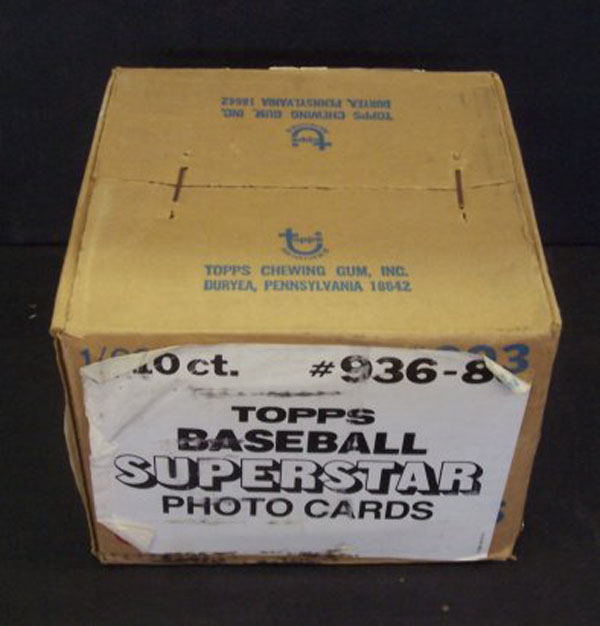 TOPPS CHEWING GUM, INC.
DURYEA, PENNSYLVANIA 18642
topps
topps
TOPPS CHEWING GUM, INC.
DURYEA, PENNSYLVANIA 18642
10 ct. #936-8
TOPPS
BASEBALL
SUPERSTAR
PHOTO CARDS